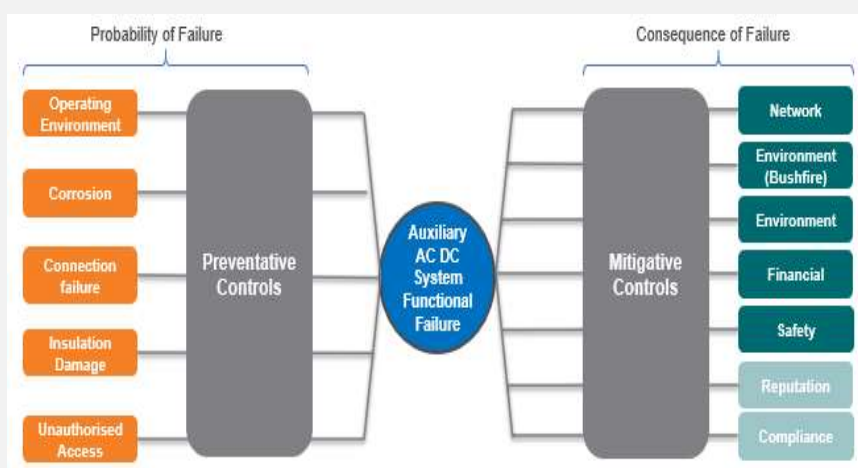 Probability of Failure
Consequence of Failure
Operating
Environment
Corrosion
Connection
failure
Insulation
Damage
Unauthorised
Access
Preventative
Controls
Auxiliary
AC DC
System
Functional
Failure
Mitigative
Controls
Network
Environment
(Bushfire)
Environment
Financial
Safety
Reputation
Compliance